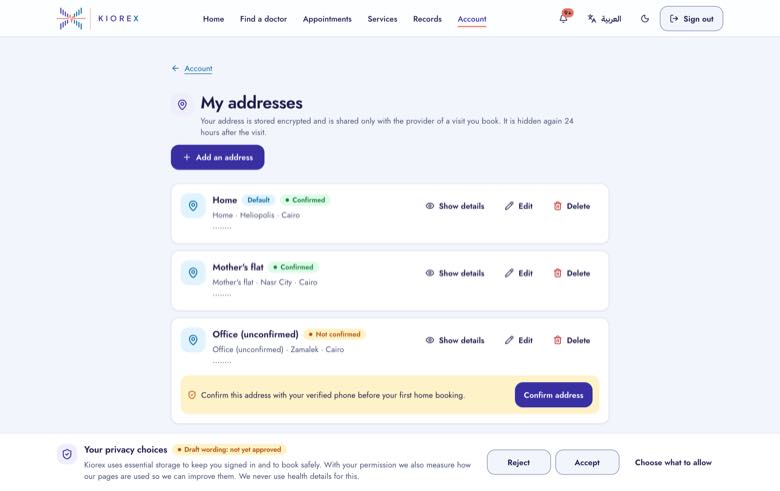 KIOREX
Home Find a doctor Appointments Services Records Account
9+
العربية
Sign out
Account
My addresses
Your address is stored encrypted and is shared only with the provider of a visit you book. It is hidden again 24
hours after the visit.
Add an address
Home Default Confirmed
Show details Edit Delete
Home · Heliopolis · Cairo
········
Mother's flat Confirmed
Show details Edit Delete
Mother's flat · Nasr City · Cairo
········
Office (unconfirmed) Not confirmed
Show details Edit Delete
Office (unconfirmed) · Zamalek · Cairo
········
Confirm this address with your verified phone before your first home booking.
Confirm address
Your privacy choices Draft wording: not yet approved
Kiorex uses essential storage to keep you signed in and to book safely. With your permission we also measure how
our pages are used so we can improve them. We never use health details for this.
Reject Accept Choose what to allow